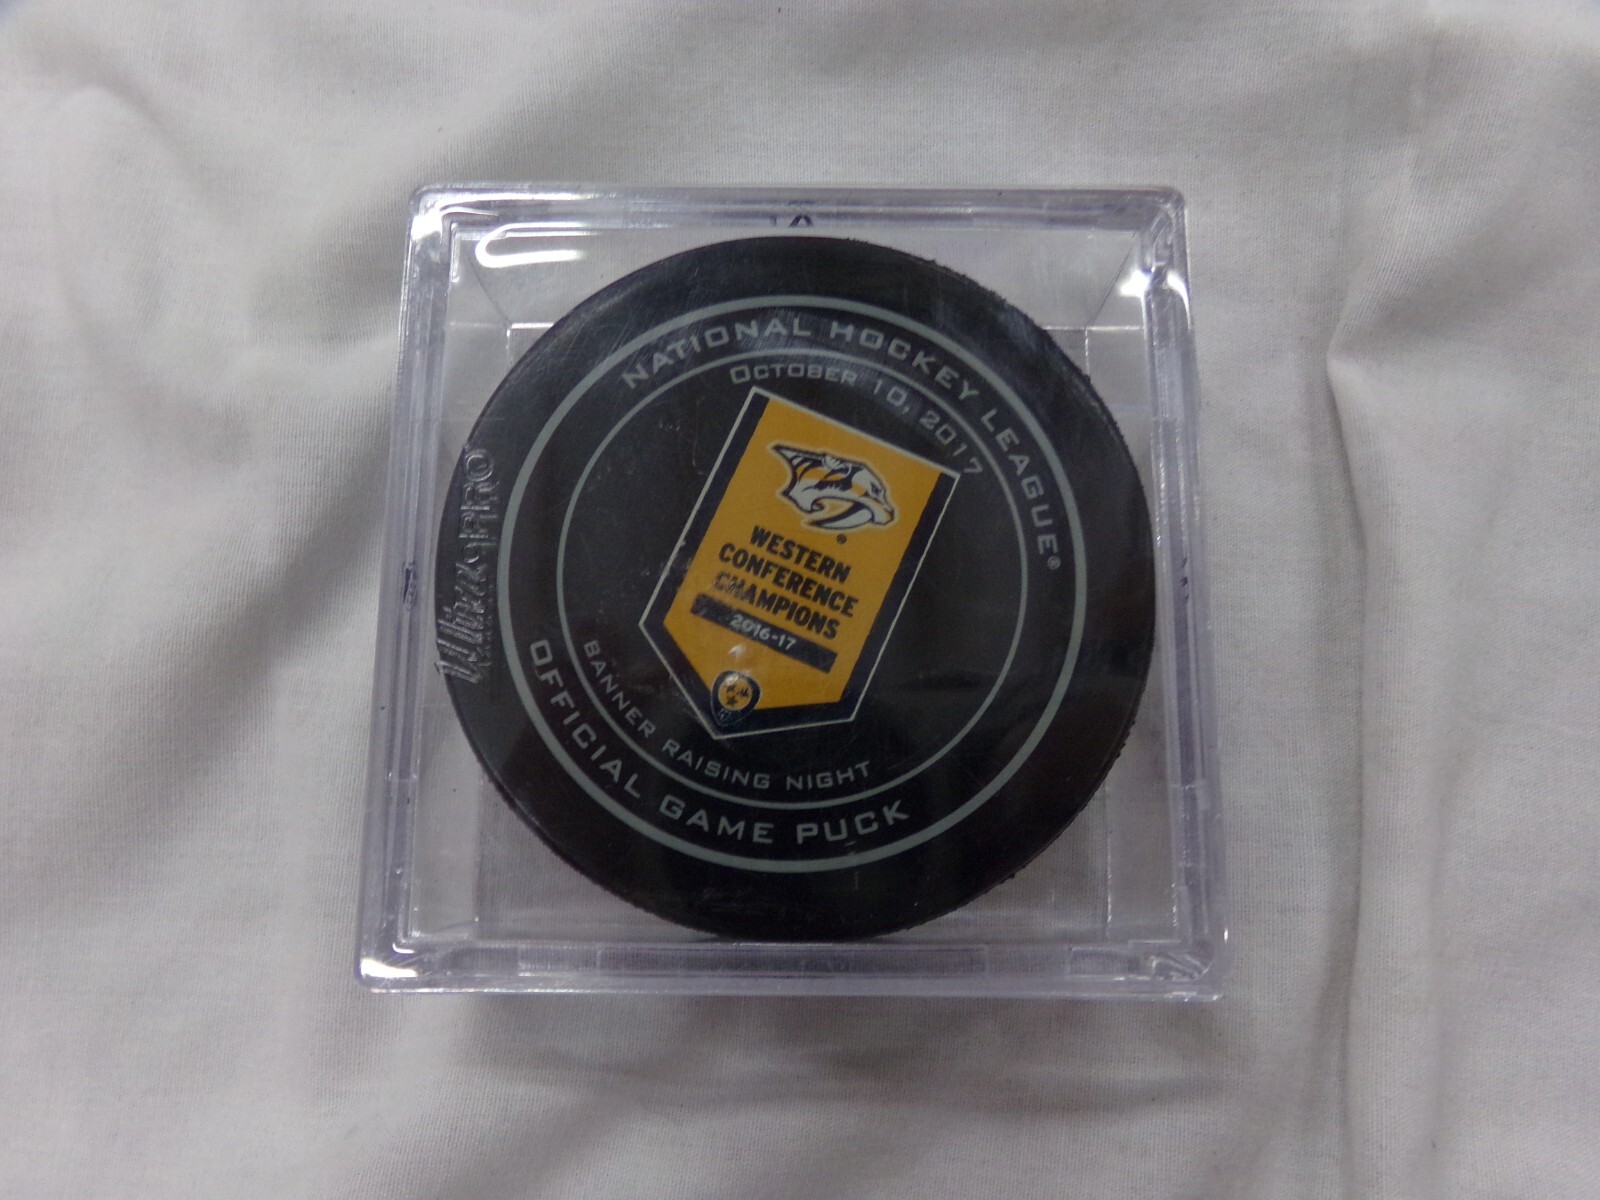 NATIONAL HOCKEY LEAGUE®
OCTOBER 10, 2017
®
WESTERN
CONFERENCE
CHAMPIONS
2016-17
BANNER RAISING NIGHT
OFFICIAL GAME PUCK